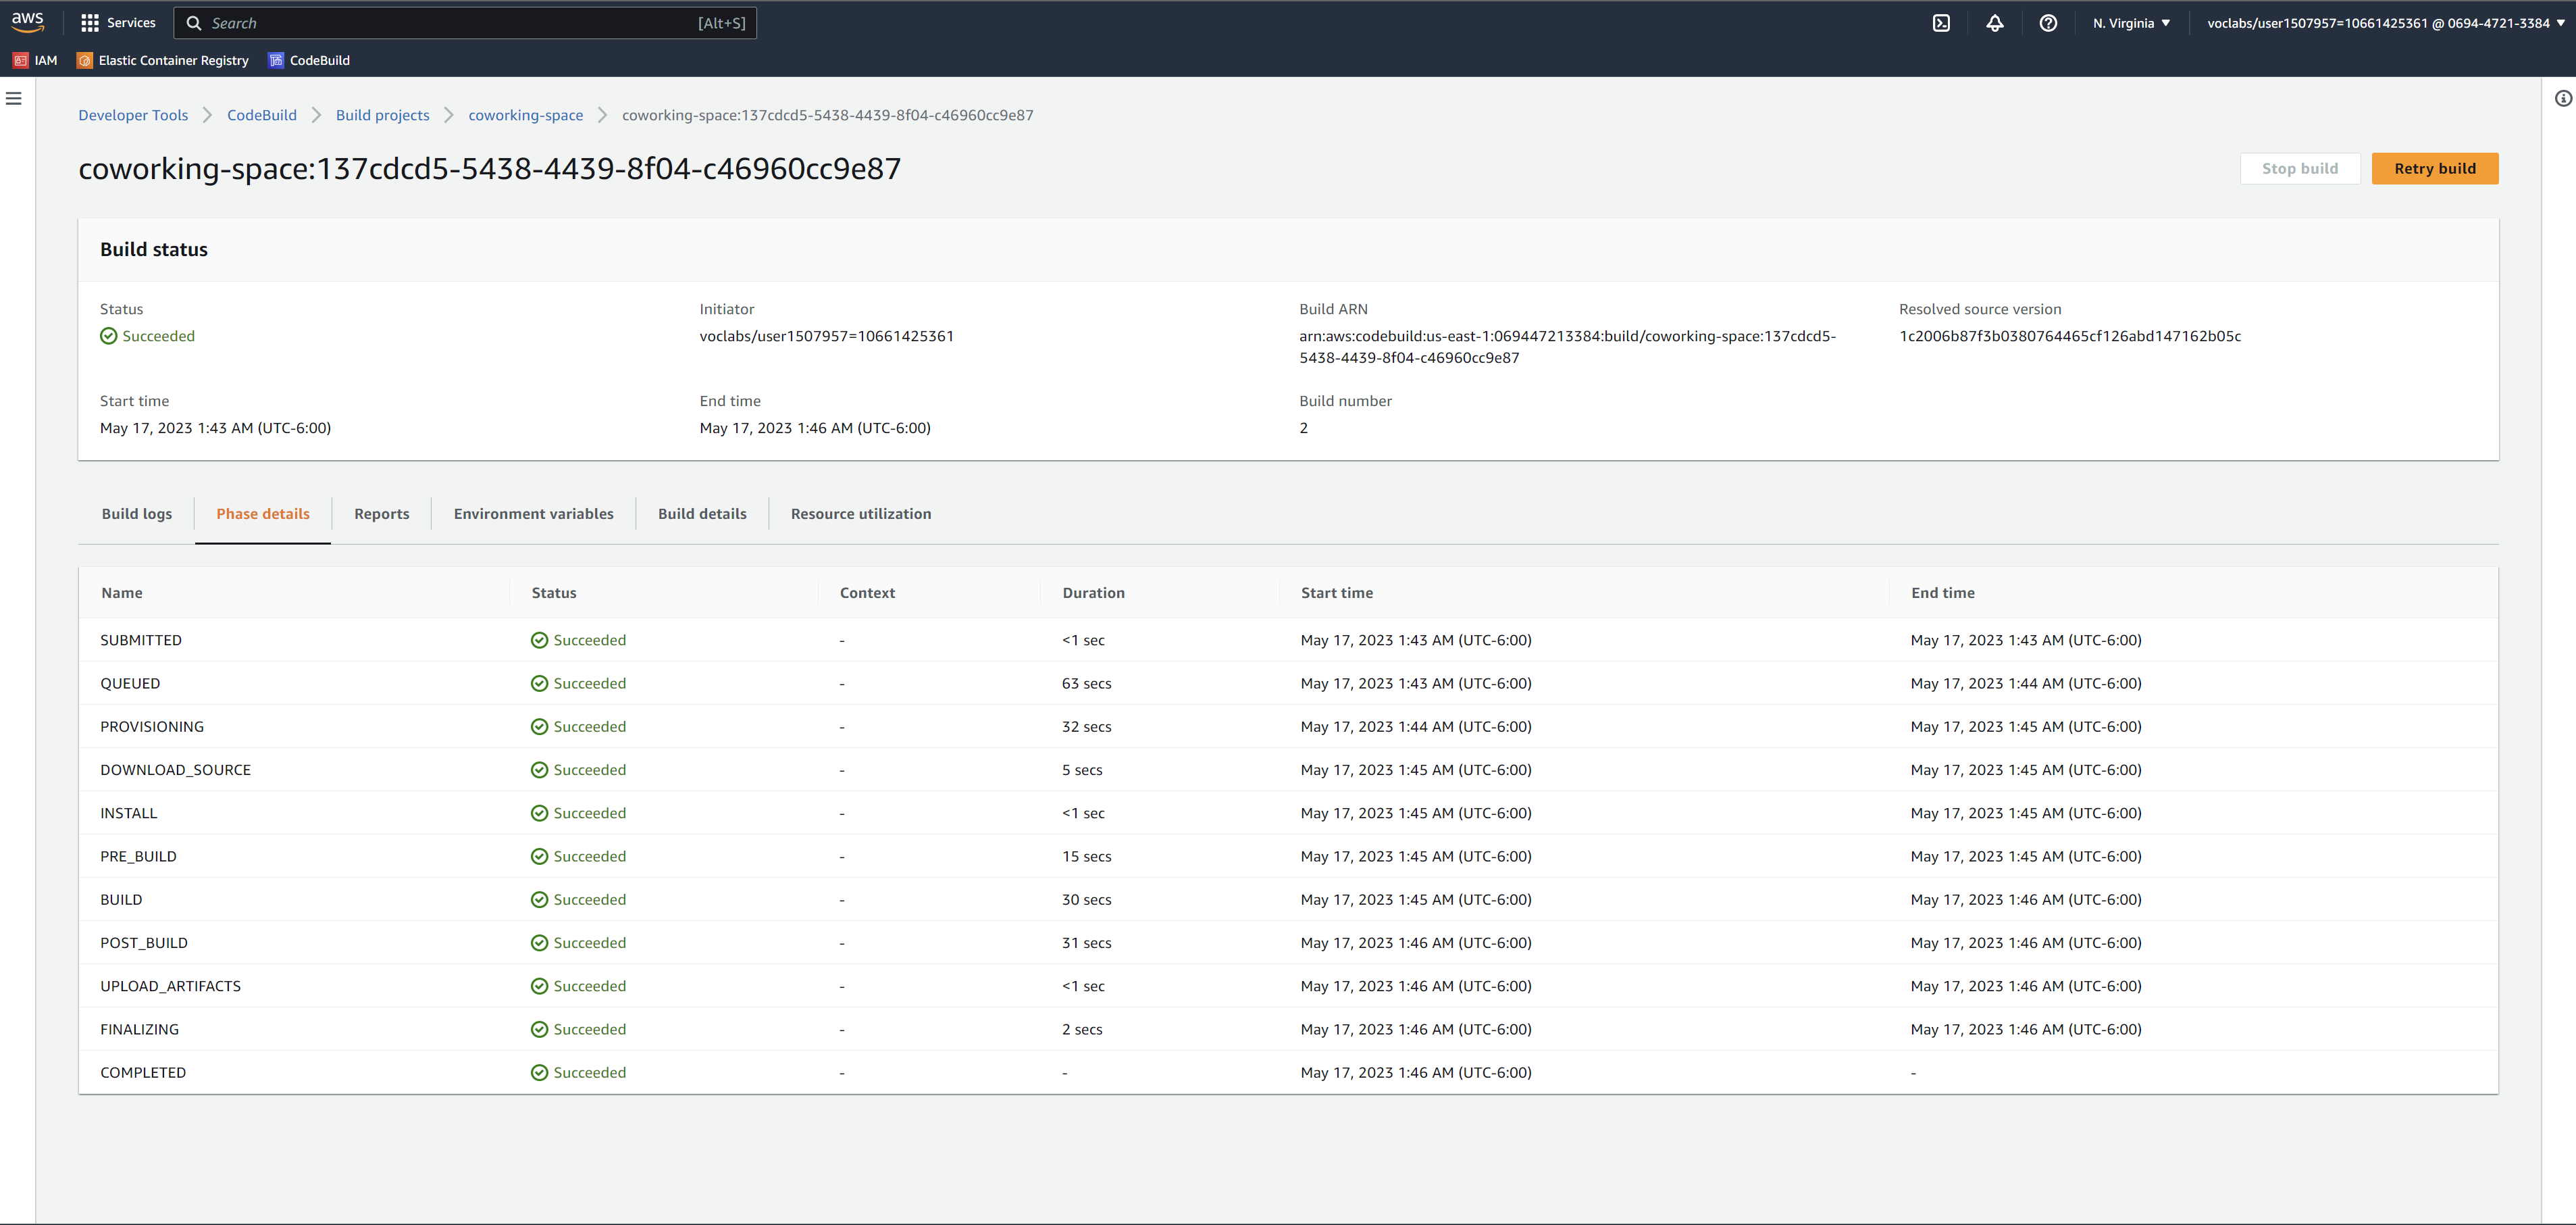 aws Services Search [Alt+S] N. Virginia voclabs/user1507957=10661425361 @ 0694-4721-3384
IAM Elastic Container Registry CodeBuild
Developer Tools CodeBuild Build projects coworking-space coworking-space:137cdcd5-5438-4439-8f04-c46960cc9e87
coworking-space:137cdcd5-5438-4439-8f04-c46960cc9e87 Stop build Retry build
Build status
Status Initiator Build ARN Resolved source version
Succeeded voclabs/user1507957=10661425361 arn:aws:codebuild:us-east-1:069447213384:build/coworking-space:137cdcd5- 1c2006b87f3b0380764465cf126abd147162b05c
5438-4439-8f04-c46960cc9e87
Start time End time Build number
May 17, 2023 1:43 AM (UTC-6:00) May 17, 2023 1:46 AM (UTC-6:00) 2
Build logs Phase details Reports Environment variables Build details Resource utilization
Name Status Context Duration Start time End time
SUBMITTED Succeeded - <1 sec May 17, 2023 1:43 AM (UTC-6:00) May 17, 2023 1:43 AM (UTC-6:00)
QUEUED Succeeded - 63 secs May 17, 2023 1:43 AM (UTC-6:00) May 17, 2023 1:44 AM (UTC-6:00)
PROVISIONING Succeeded - 32 secs May 17, 2023 1:44 AM (UTC-6:00) May 17, 2023 1:45 AM (UTC-6:00)
DOWNLOAD_SOURCE Succeeded - 5 secs May 17, 2023 1:45 AM (UTC-6:00) May 17, 2023 1:45 AM (UTC-6:00)
INSTALL Succeeded - <1 sec May 17, 2023 1:45 AM (UTC-6:00) May 17, 2023 1:45 AM (UTC-6:00)
PRE_BUILD Succeeded - 15 secs May 17, 2023 1:45 AM (UTC-6:00) May 17, 2023 1:45 AM (UTC-6:00)
BUILD Succeeded - 30 secs May 17, 2023 1:45 AM (UTC-6:00) May 17, 2023 1:46 AM (UTC-6:00)
POST_BUILD Succeeded - 31 secs May 17, 2023 1:46 AM (UTC-6:00) May 17, 2023 1:46 AM (UTC-6:00)
UPLOAD_ARTIFACTS Succeeded - <1 sec May 17, 2023 1:46 AM (UTC-6:00) May 17, 2023 1:46 AM (UTC-6:00)
FINALIZING Succeeded - 2 secs May 17, 2023 1:46 AM (UTC-6:00) May 17, 2023 1:46 AM (UTC-6:00)
COMPLETED Succeeded - - May 17, 2023 1:46 AM (UTC-6:00) -